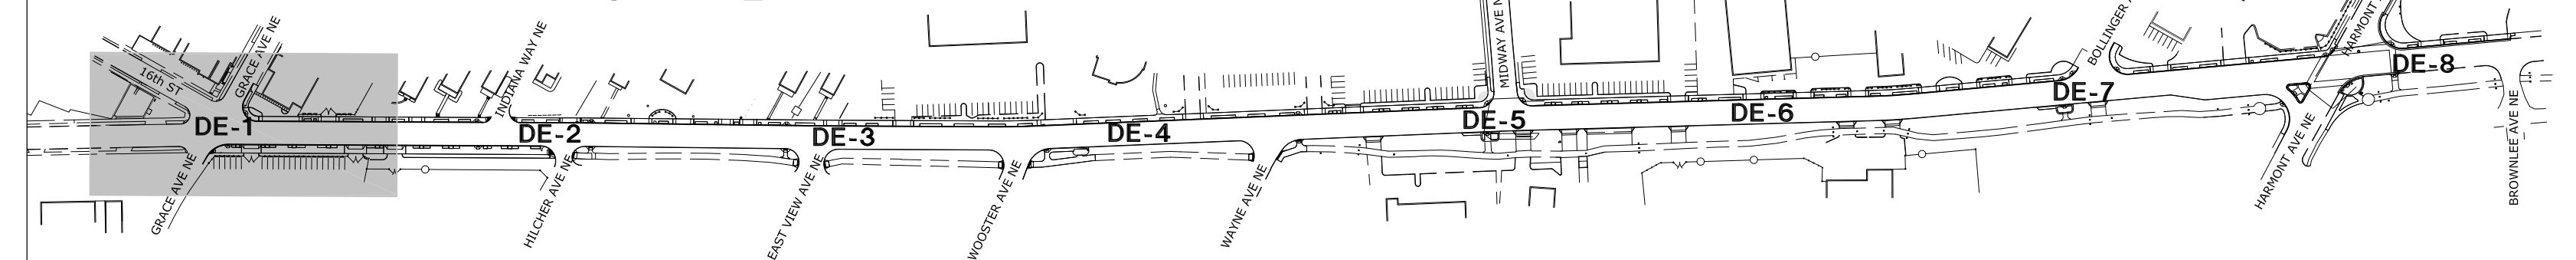 16th ST
GRACE AVE NE
DE-1
GRACE AVE NE
INDIANA WAY NE
DE-2
HILCHER AVE NE
DE-3
EAST VIEW AVE NE
WOOSTER AVE NE
DE-4
WAYNE AVE NE
MIDWAY AVE N
DE-5
DE-6
BOLLINGER
DE-7
HARMONT
HARMONT AVE NE
DE-8
BROWNLEE AVE NE